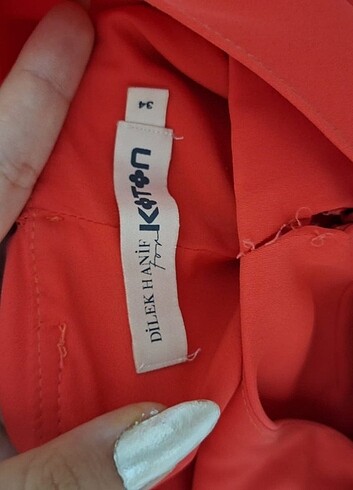 34
DİLEK HANİF
for
KOTON